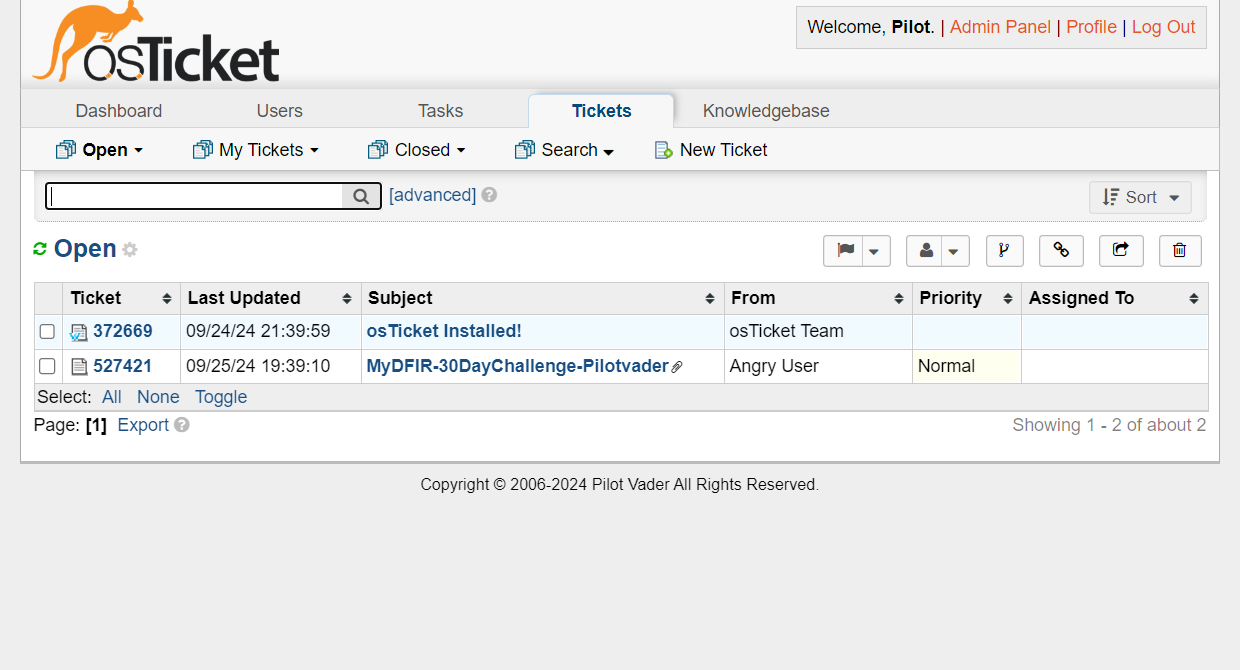 osTicket
Welcome, Pilot. | Admin Panel | Profile | Log Out
Dashboard Users Tasks Tickets Knowledgebase
Open My Tickets Closed Search New Ticket
[advanced] ? Sort
Open
Ticket Last Updated Subject From Priority Assigned To
372669 09/24/24 21:39:59 osTicket Installed! osTicket Team
527421 09/25/24 19:39:10 MyDFIR-30DayChallenge-Pilotvader Angry User Normal
Select: All None Toggle
Page: [1] Export ? Showing 1 - 2 of about 2
Copyright © 2006-2024 Pilot Vader All Rights Reserved.